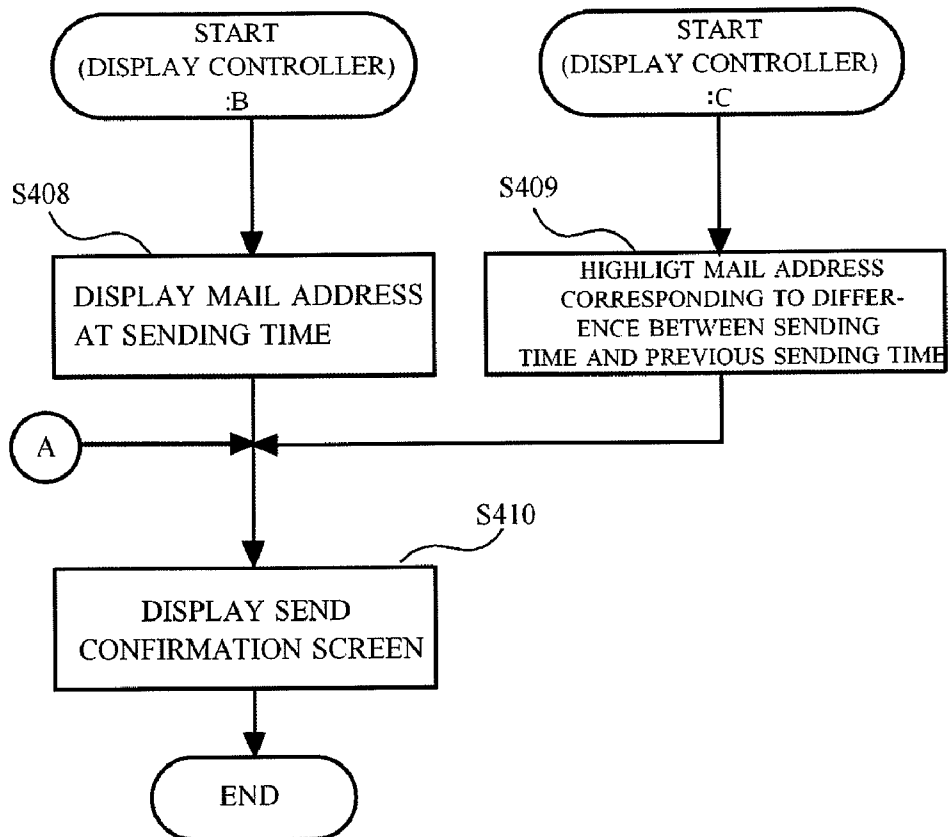 START
(DISPLAY CONTROLLER)
:B
START
(DISPLAY CONTROLLER)
:C
S408
DISPLAY MAIL ADDRESS
AT SENDING TIME
S409
HIGHLIGT MAIL ADDRESS
CORRESPONDING TO DIFFER-
ENCE BETWEEN SENDING
TIME AND PREVIOUS SENDING TIME
A
S410
DISPLAY SEND
CONFIRMATION SCREEN
END